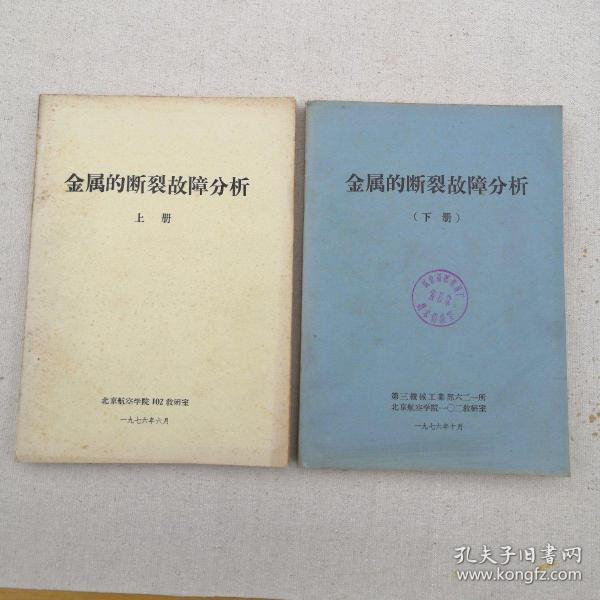 金属的断裂故障分析
上册
北京航空学院102教研室
一九七六年六月
金属的断裂故障分析
（下册）
第三機械工業部六二一所
北京航空学院一〇二教研室
一九七六年十月
孔夫子旧書网
www.kongfz.com